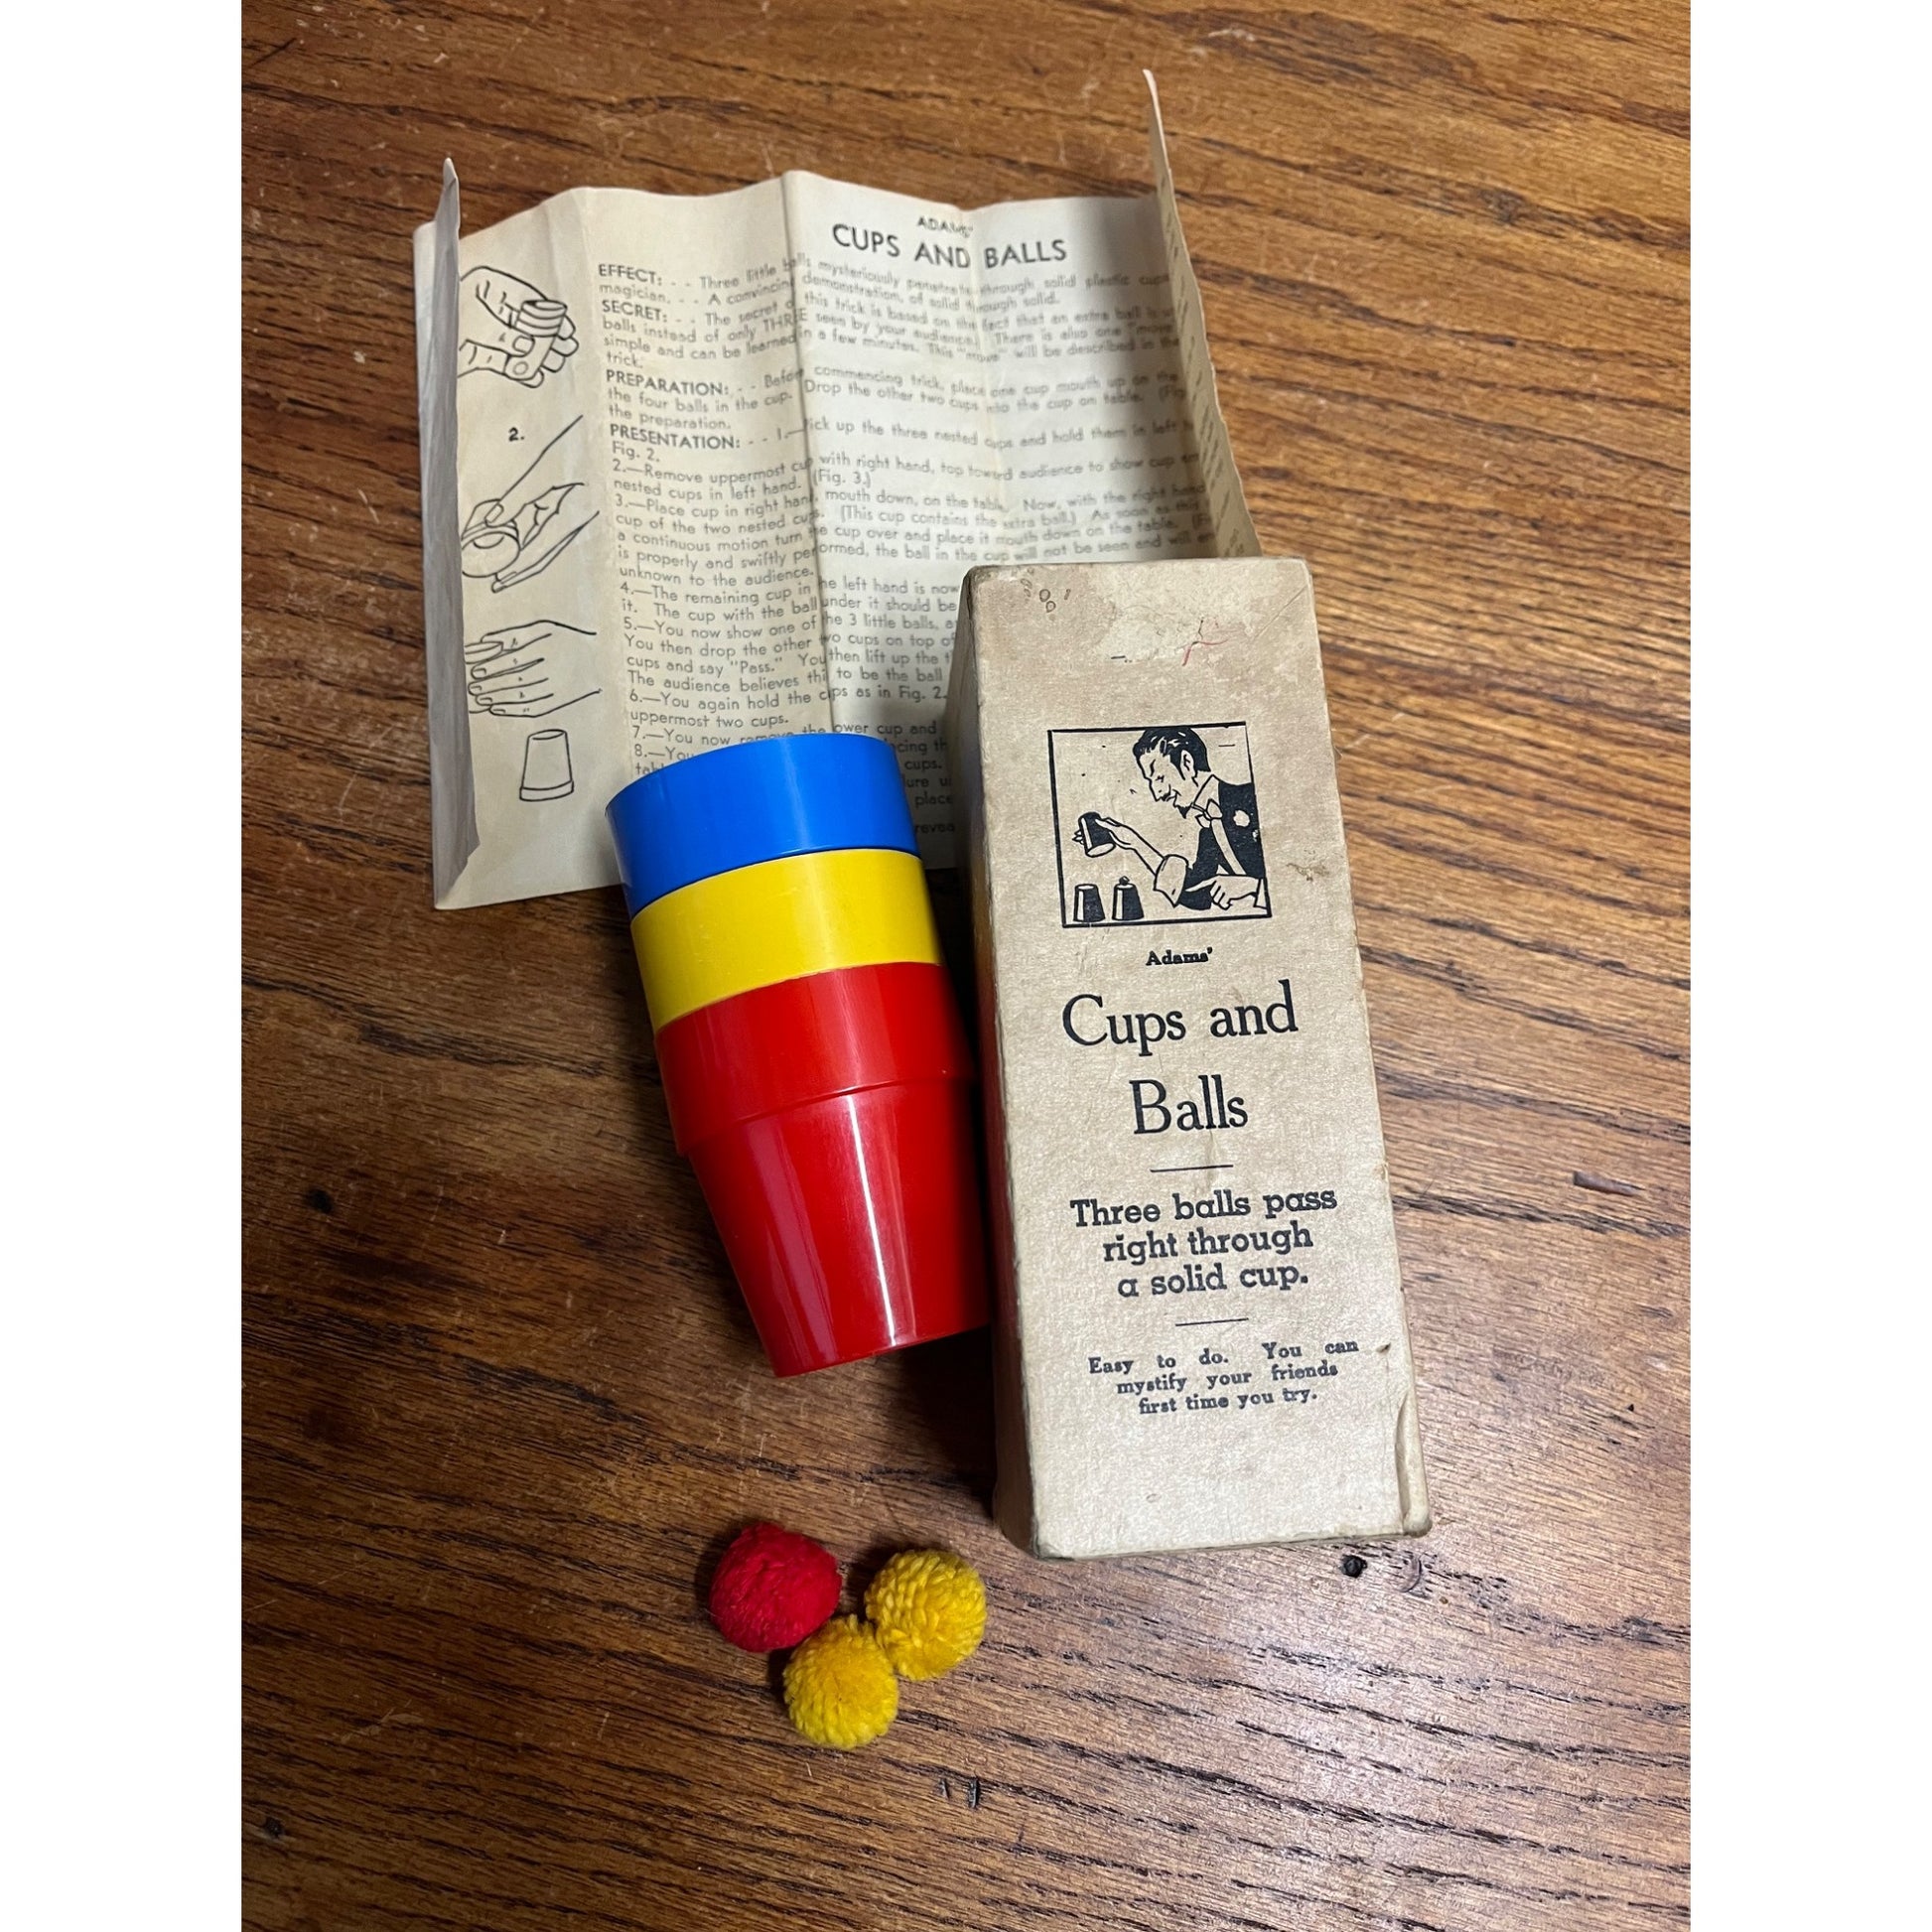 ADAMS'
CUPS AND BALLS
EFFECT: - - Three little balls mysteriously penetrate through solid plastic cups
magician. - - A convincing demonstration, of solid through solid.
SECRET: - - The secret of this trick is based on the fact that an extra ball is
balls instead of only THREE seen by your audience. There is also one "move"
simple and can be learned in a few minutes. This "move" will be described in the
trick.
PREPARATION: - - Before commencing trick, place one cup mouth up on the
the four balls in the cup. Drop the other two cups into the cup on table. (Fig.
the preparation.
PRESENTATION: - - 1.—Pick up the three nested cups and hold them in left
Fig. 2.
2.—Remove uppermost cup with right hand, top toward audience to show cup
nested cups in left hand. (Fig. 3.)
3.—Place cup in right hand, mouth down, on the table. Now, with the right hand
cup of the two nested cups. (This cup contains the extra ball.) As soon as this
a continuous motion turn the cup over and place it mouth down on the table.
is properly and swiftly performed, the ball in the cup will not be seen and will
unknown to the audience.
4.—The remaining cup in the left hand is now
it. The cup with the ball under it should be
5.—You now show one of the 3 little balls,
You then drop the other two cups on top of
cups and say "Pass." You then lift up the
The audience believes this to be the ball
6.—You again hold the cups as in Fig. 2.
uppermost two cups.
7.—You now remove the lower cup and
8.—You
cups.
place
2.
Adams'
Cups and
Balls
Three balls pass
right through
a solid cup.
Easy to do. You can
mystify your friends
first time you try.